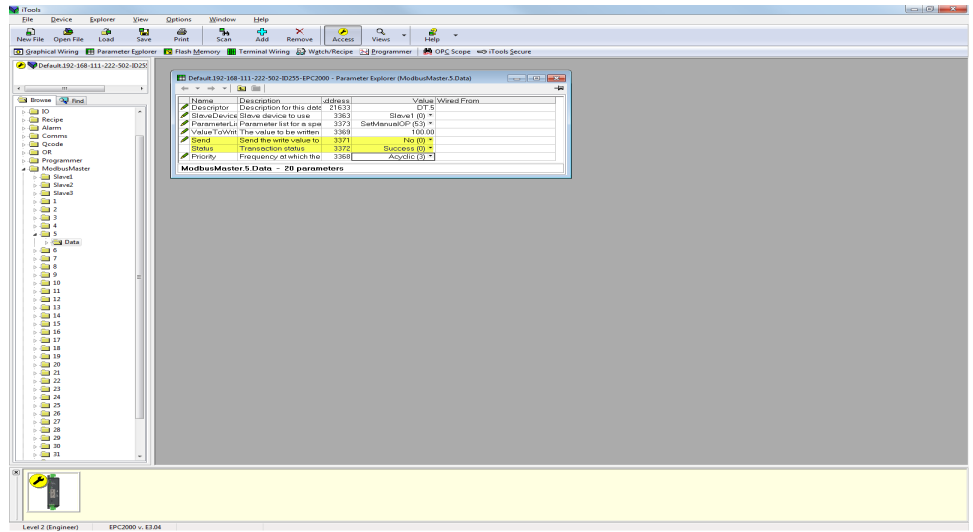 iTools
File Device Explorer View Options Window Help
New File Open File Load Save Print Scan Add Remove Access Views Help
Graphical Wiring Parameter Explorer Flash Memory Terminal Wiring Watch/Recipe Programmer OPC Scope iTools Secure
Default.192-168-111-222-502-ID255
Default.192-168-111-222-502-ID255-EPC2000 - Parameter Explorer (ModbusMaster.5.Data)
Name Description ddress Value Wired From
Descriptor Description for this date 21633 DT.5
SlaveDevice Slave device to use 3363 Slave1 (0)
ParameterLis Parameter list for a spe 3373 SetManualOP (53)
ValueToWrit The value to be written 3369 100.00
Send Send the write value to 3371 No (0)
Status Transaction status 3372 Success (0)
Priority Frequency at which the 3368 Acyclic (3)
ModbusMaster.5.Data - 20 parameters
Browse Find
IO
Recipe
Alarm
Comms
Qcode
OR
Programmer
ModbusMaster
Slave1
Slave2
Slave3
1
2
3
4
5
Data
6
7
8
9
10
11
12
13
14
15
16
17
18
19
20
21
22
23
24
25
26
27
28
29
30
31
Level 2 (Engineer) EPC2000 v. E3.04